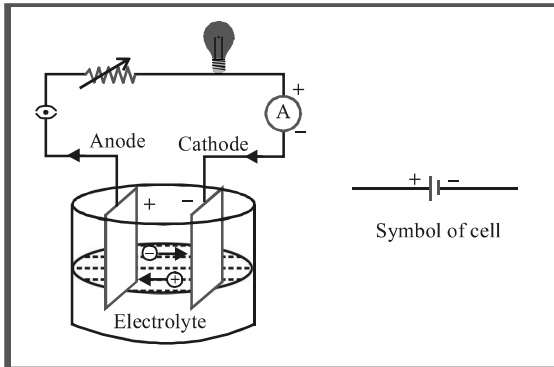 +
A
−
Anode
Cathode
+ −
+ −
Symbol of cell
−
+
Electrolyte